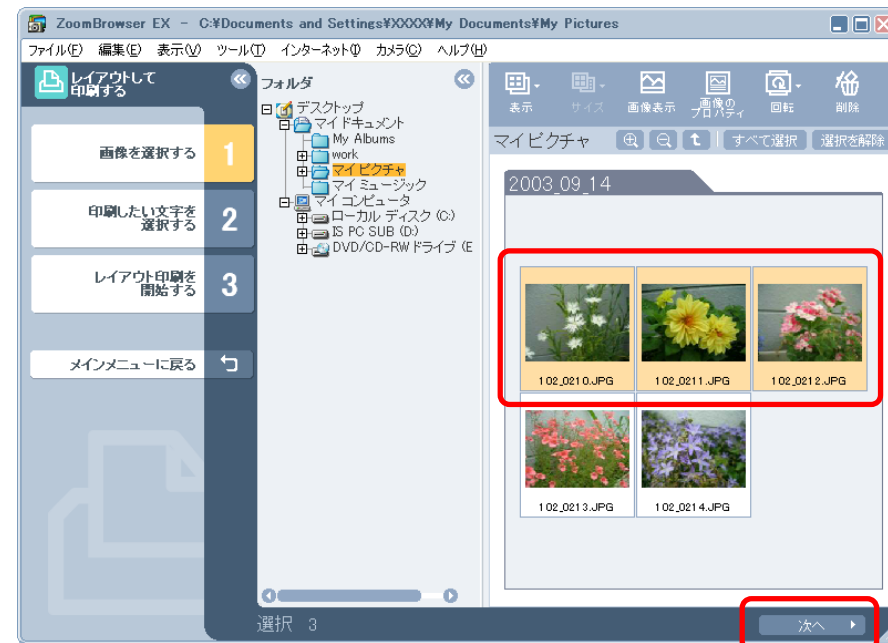 ZoomBrowser EX - C:¥Documents and Settings¥XXXX¥My Documents¥My Pictures
ファイル(F) 編集(E) 表示(V) ツール(T) インターネット(I) カメラ(C) ヘルプ(H)
レイアウトして
印刷する
画像を選択する 1
印刷したい文字を
選択する 2
レイアウト印刷を
開始する 3
メインメニューに戻る
フォルダ
デスクトップ
マイ ドキュメント
My Albums
work
マイ ピクチャ
マイ ミュージック
マイ コンピュータ
ローカル ディスク (C:)
IS PC SUB (D:)
DVD/CD-RW ドライブ (E
表示 サイズ 画像表示 画像の
プロパティ 回転 削除
マイ ピクチャ すべて選択 選択を解除
2003_09_14
102_0210.JPG 102_0211.JPG 102_0212.JPG
102_0213.JPG 102_0214.JPG
選択 3
次へ